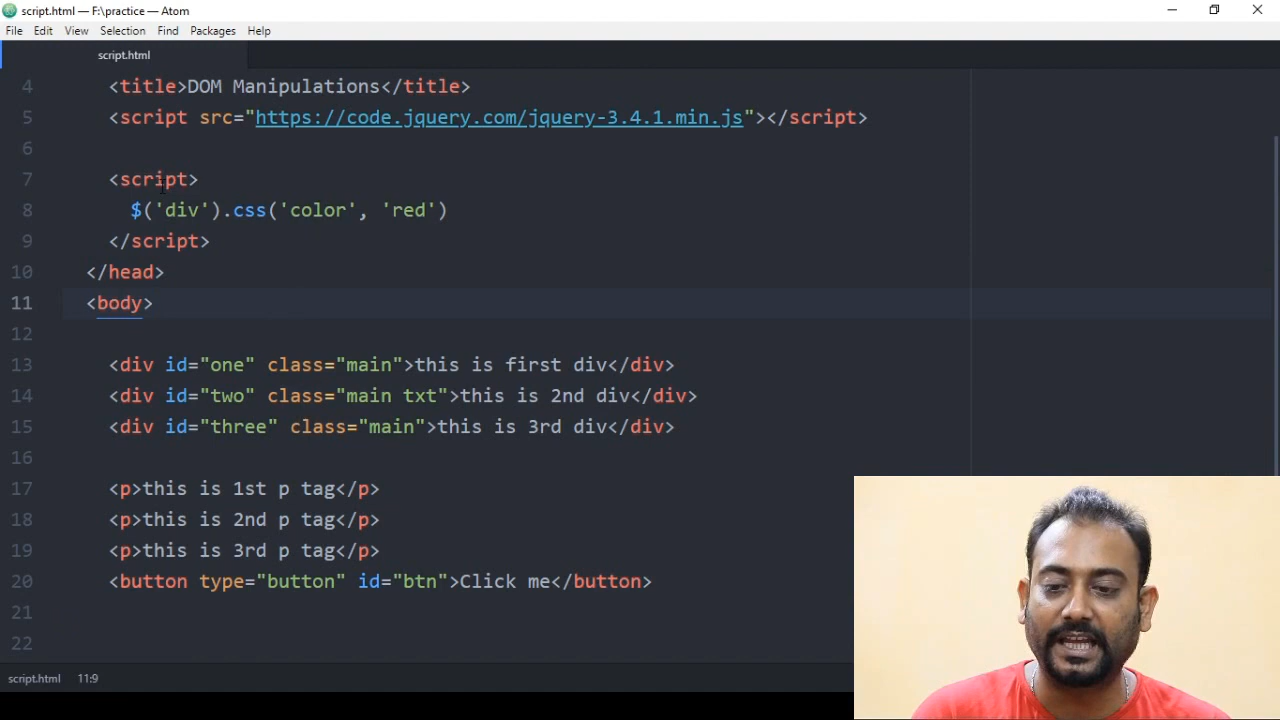 script.html — F:\practice — Atom
File Edit View Selection Find Packages Help
script.html
4 <title>DOM Manipulations</title>
5 <script src="https://code.jquery.com/jquery-3.4.1.min.js"></script>
6
7 <script>
8 $('div').css('color', 'red')
9 </script>
10 </head>
11 <body>
12
13 <div id="one" class="main">this is first div</div>
14 <div id="two" class="main txt">this is 2nd div</div>
15 <div id="three" class="main">this is 3rd div</div>
16
17 <p>this is 1st p tag</p>
18 <p>this is 2nd p tag</p>
19 <p>this is 3rd p tag</p>
20 <button type="button" id="btn">Click me</button>
21
22
script.html 11:9